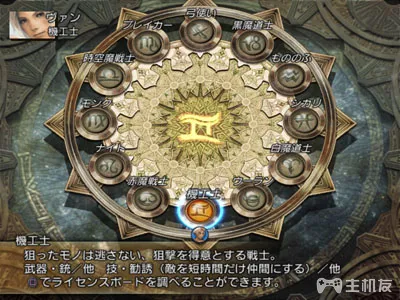 ヴァン
機工士
弓使い
ブレイカー
黒魔道士
時空魔戦士
もののふ
モンク
シカリ
ナイト
白魔道士
赤魔戦士
ウーラン
機工士
機工士
狙ったモノは逃さない、狙撃を得意とする戦士。
武器・銃／他 技・勧誘（敵を短時間だけ仲間にする）／他
でライセンスボードを調べることができます。
主机友